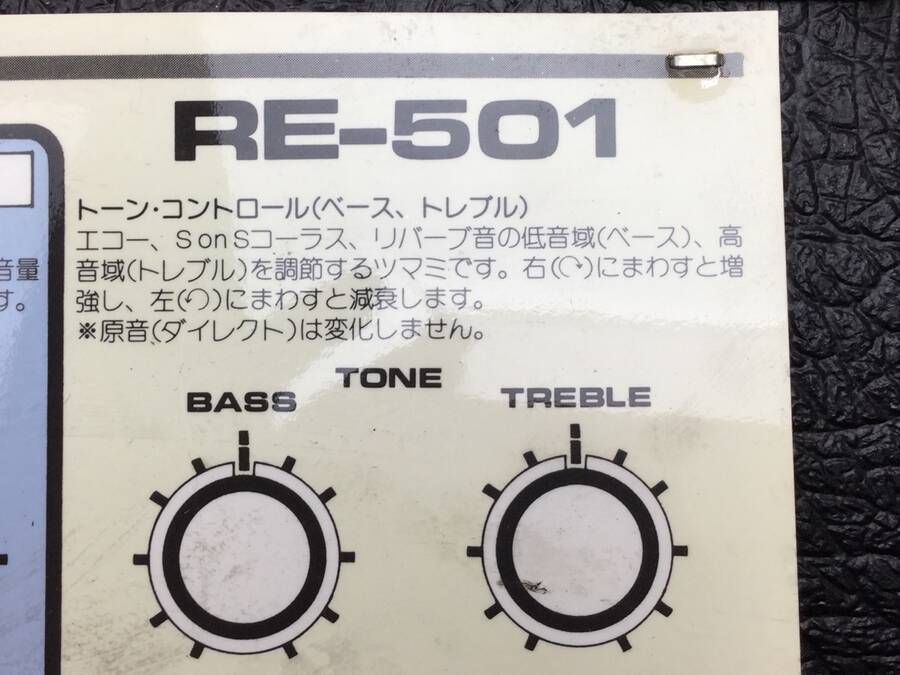 RE-501
トーン・コントロール(ベース、トレブル)
エコー、SonSコーラス、リバーブ音の低音域(ベース)、高
音域(トレブル)を調節するツマミです。右(↷)にまわすと増
強し、左(↶)にまわすと減衰します。
※原音(ダイレクト)は変化しません。
音量
す。
TONE
BASS
TREBLE